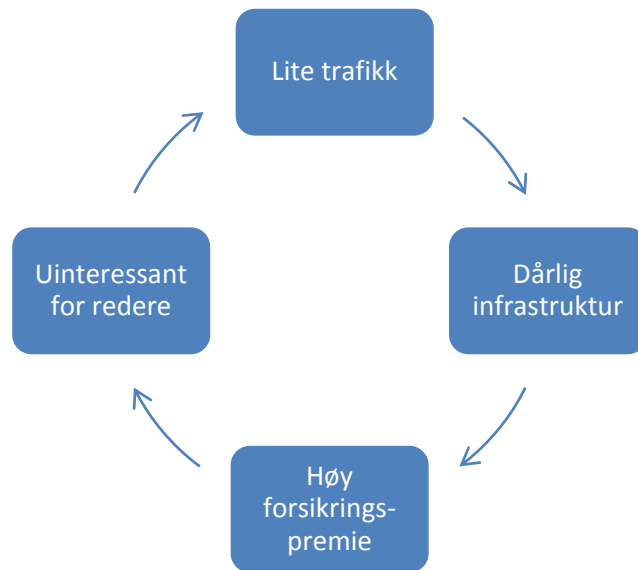 Lite trafikk
Dårlig
infrastruktur
Høy
forsikrings-
premie
Uinteressant
for redere